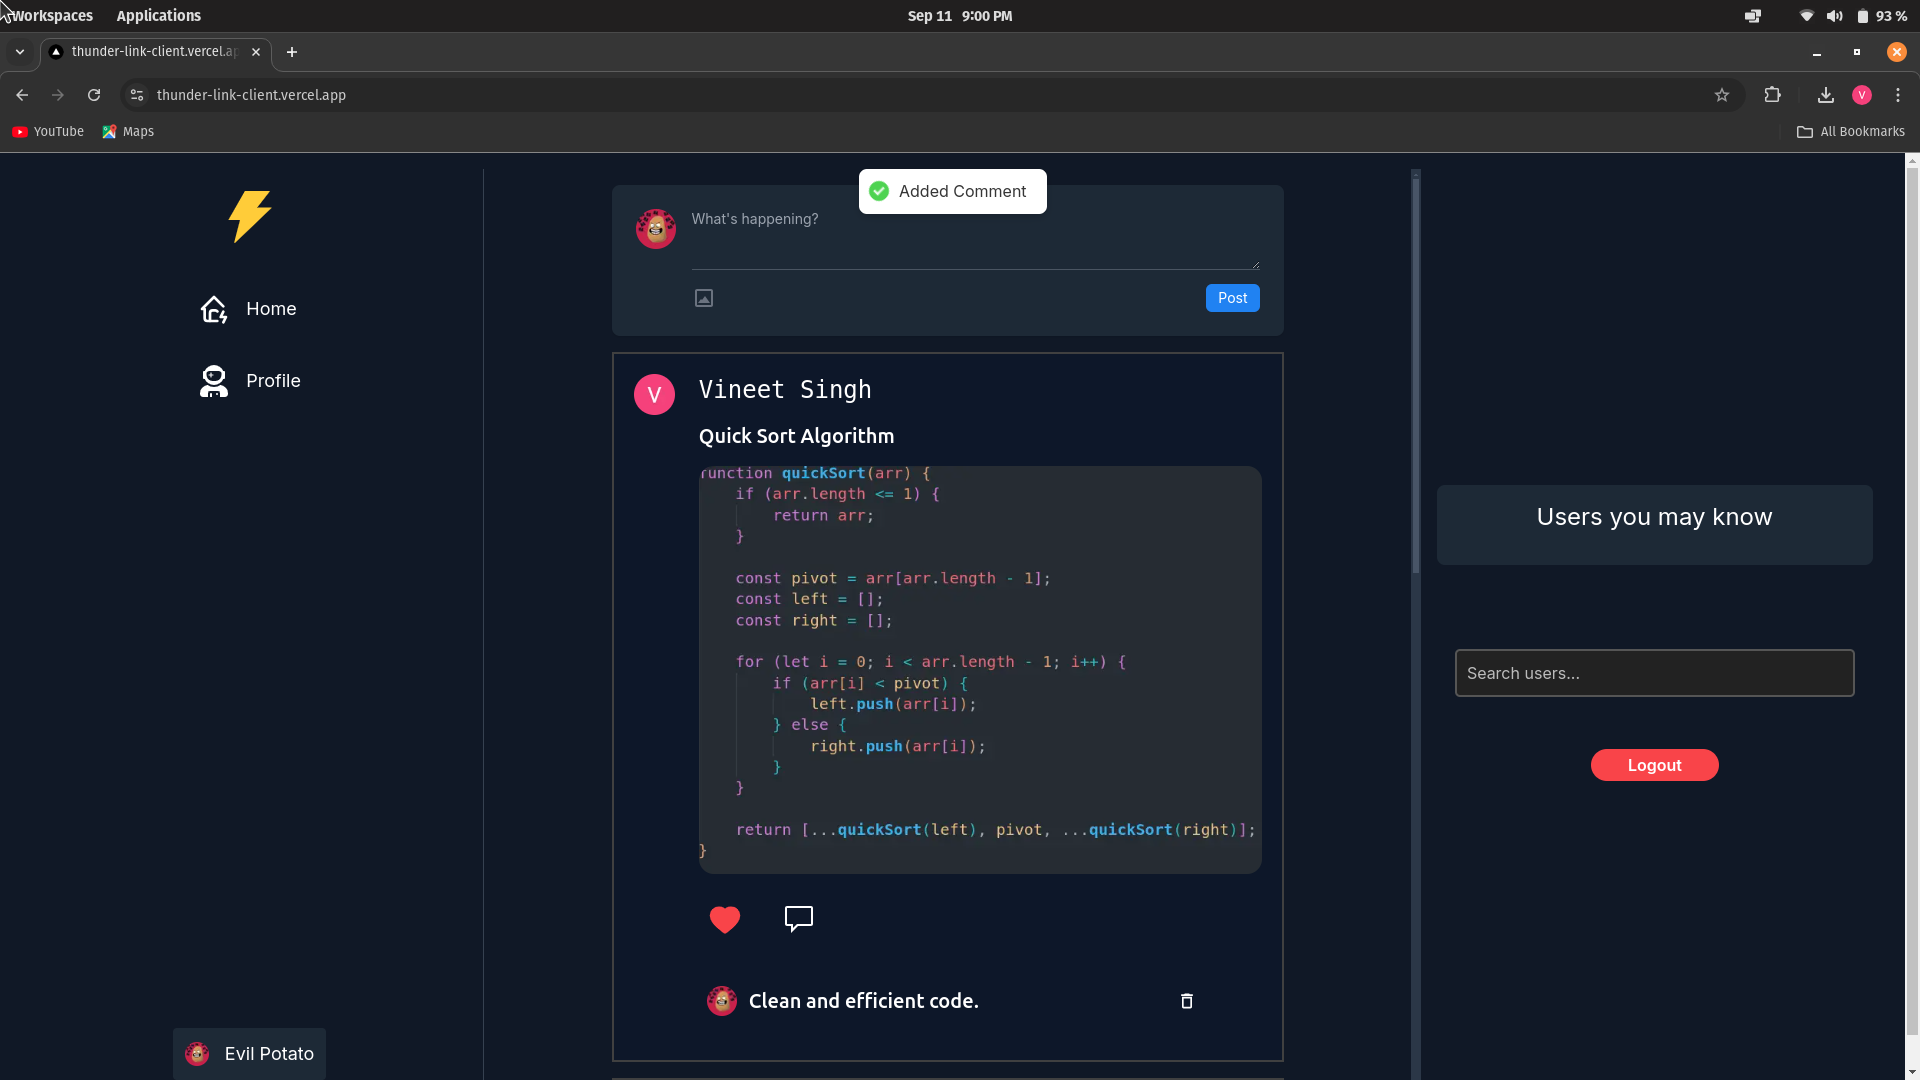 Workspaces Applications Sep 11 9:00 PM 93 %
thunder-link-client.vercel.ap
thunder-link-client.vercel.app
V
YouTube Maps All Bookmarks
Added Comment
What's happening?
Post
Home
Profile
V Vineet Singh
Quick Sort Algorithm
function quickSort(arr) {
    if (arr.length <= 1) {
        return arr;
    }
    const pivot = arr[arr.length - 1];
    const left = [];
    const right = [];
    for (let i = 0; i < arr.length - 1; i++) {
        if (arr[i] < pivot) {
            left.push(arr[i]);
        } else {
            right.push(arr[i]);
        }
    }
    return [...quickSort(left), pivot, ...quickSort(right)];
}
Clean and efficient code.
Evil Potato
Users you may know
Search users...
Logout